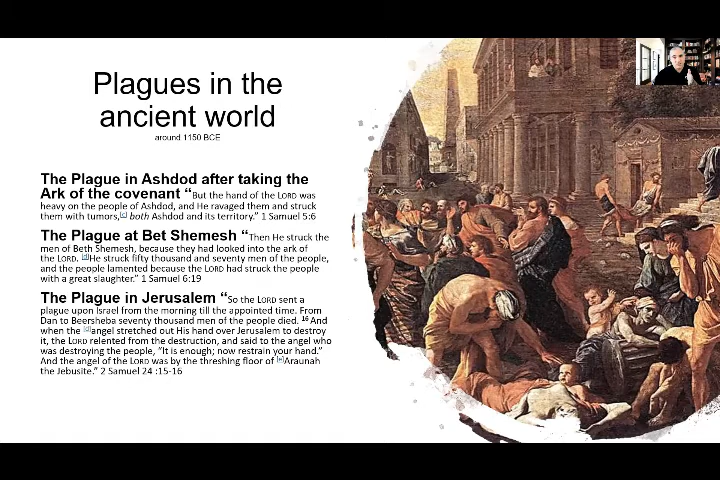 Plagues in the
ancient world
around 1150 BCE
The Plague in Ashdod after taking the
Ark of the covenant “But the hand of the LORD was
heavy on the people of Ashdod, and He ravaged them and struck
them with tumors,[c] both Ashdod and its territory.” 1 Samuel 5:6
The Plague at Bet Shemesh “Then He struck the
men of Beth Shemesh, because they had looked into the ark of
the LORD. [d]He struck fifty thousand and seventy men of the people,
and the people lamented because the LORD had struck the people
with a great slaughter.” 1 Samuel 6:19
The Plague in Jerusalem “So the LORD sent a
plague upon Israel from the morning till the appointed time. From
Dan to Beersheba seventy thousand men of the people died. 16 And
when the [d]angel stretched out His hand over Jerusalem to destroy
it, the LORD relented from the destruction, and said to the angel who
was destroying the people, “It is enough; now restrain your hand.”
And the angel of the LORD was by the threshing floor of [e]Araunah
the Jebusite.” 2 Samuel 24 :15-16